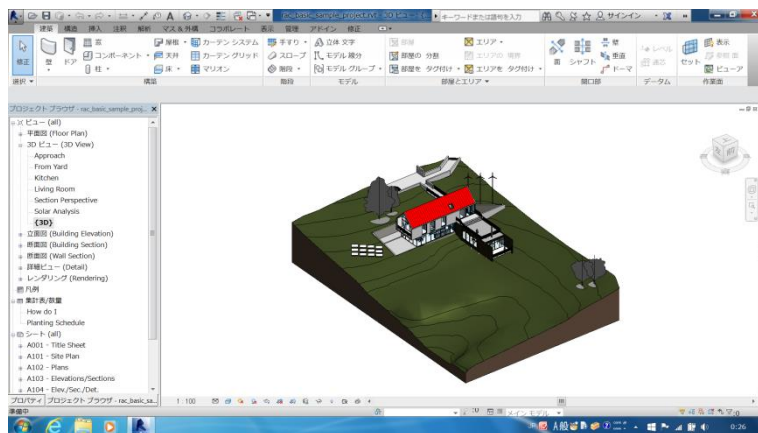 rac_basic_sample_project.rvt - 3D ビュー: {3D}
キーワードまたは語句を入力
サインイン
建築 構造 挿入 注釈 解析 マス & 外構 コラボレート 表示 管理 アドイン 修正
修正
壁
ドア
窓
コンポーネント
柱
屋根
天井
床
カーテン システム
カーテン グリッド
マリオン
手すり
スロープ
階段
立体 文字
モデル 線分
モデル グループ
部屋
部屋の 分割
部屋を タグ付け
エリア
エリアの 境界
エリアを タグ付け
面
シャフト
壁
垂直
ドーマ
レベル
通芯
セット
表示
参照 面
ビューア
選択 構築 階段 モデル 部屋とエリア 開口部 データム 作業面
プロジェクト ブラウザ - rac_basic_sample_proj...
ビュー (all)
平面図 (Floor Plan)
3D ビュー (3D View)
Approach
From Yard
Kitchen
Living Room
Section Perspective
Solar Analysis
{3D}
立面図 (Building Elevation)
断面図 (Building Section)
断面図 (Wall Section)
詳細ビュー (Detail)
レンダリング (Rendering)
凡例
集計表/数量
How do I
Planting Schedule
シート (all)
A001 - Title Sheet
A101 - Site Plan
A102 - Plans
A103 - Elevations/Sections
A104 - Elev./Sec./Det.
プロパティ プロジェクト ブラウザ - rac_basic_sa...
1 : 100
準備中
:0
メイン モデル
:0
A 般
0:26